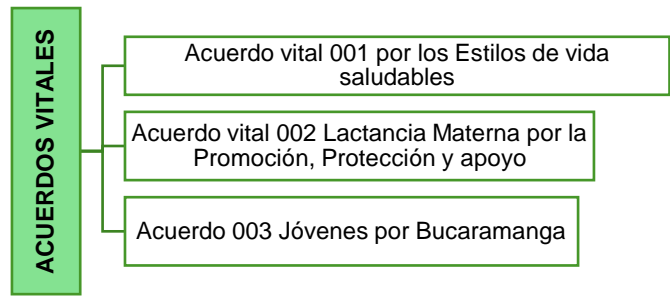 ACUERDOS VITALES
Acuerdo vital 001 por los Estilos de vida
saludables
Acuerdo vital 002 Lactancia Materna por la
Promoción, Protección y apoyo
Acuerdo 003 Jóvenes por Bucaramanga